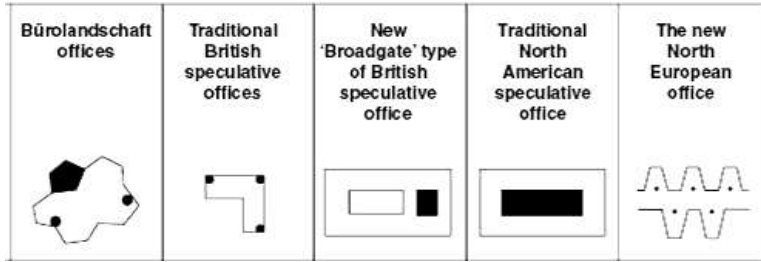 Bürolandschaft
offices
Traditional
British
speculative
offices
New
'Broadgate' type
of British
speculative
office
Traditional
North
American
speculative
office
The new
North
European
office